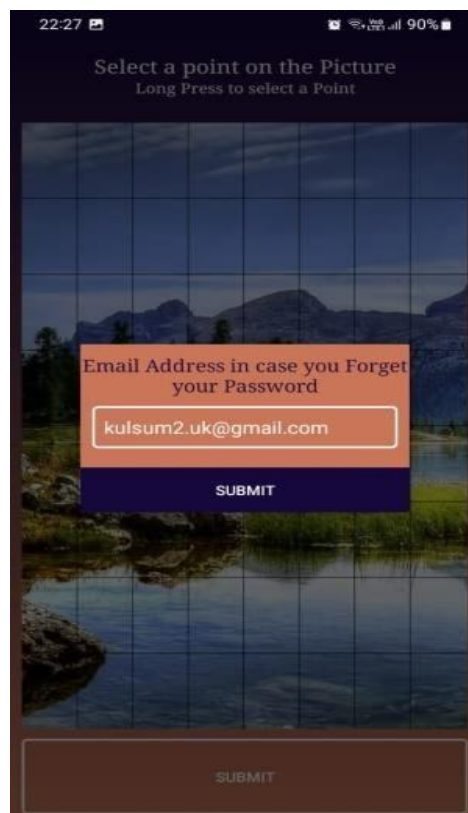 22:27 90%
Select a point on the Picture
Long Press to select a Point
Email Address in case you Forget
your Password
kulsum2.uk@gmail.com
SUBMIT
SUBMIT